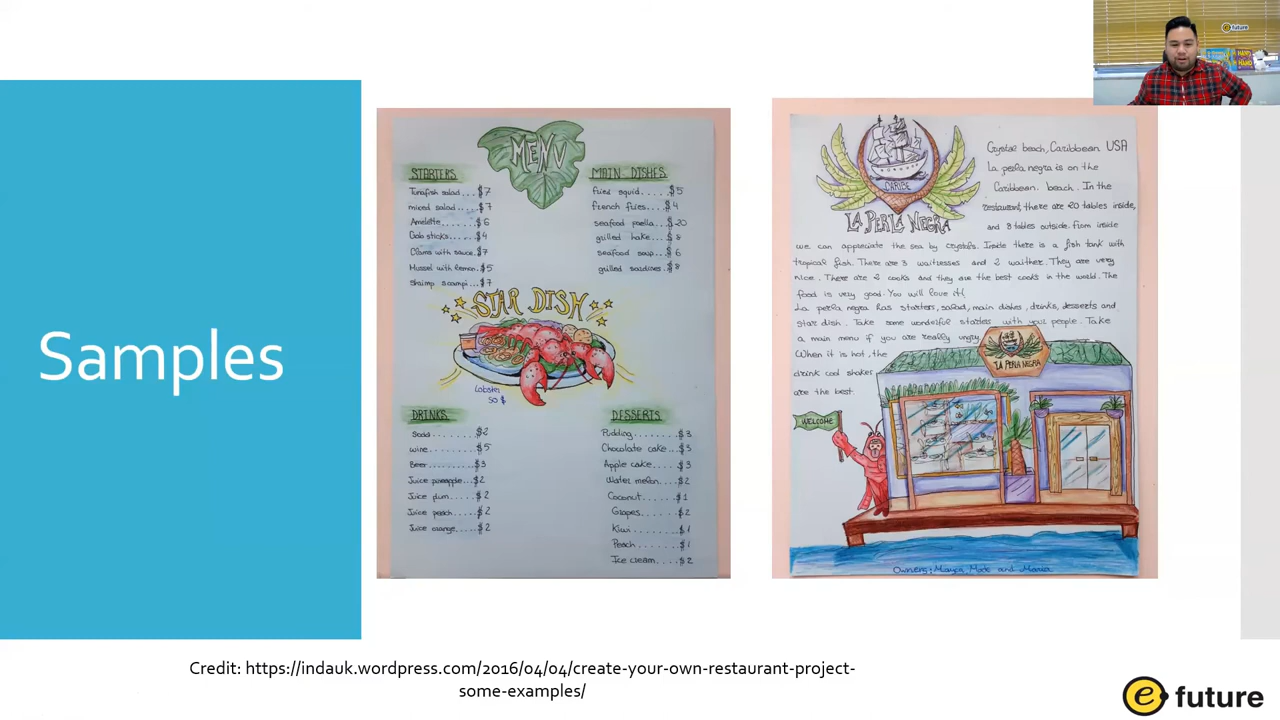 Samples
MENU
STARTERS
Tunafish salad... $7
mixed salad... $7
Amelette..... $6
Crab sticks.... $4
Clams with sauce.$7
Mussel with lemon.$5
Shrimp scampi...$7
MAIN DISHES
fried squid..... $5
french fries... $4
seafood paella... $20
grilled hake... $8
seafood soup... $6
grilled sardines.. $8
STAR DISH
Lobster
50 $
DRINKS
Soda........ $2
wine....... $5
Beer........ $3
Juice pineapple... $2
Juice plum.... $2
Juice peach.... $2
Juice orange.... $2
DESSERTS
Pudding....... $3
Chocolate cake... $3
Apple cake.... $3
Water melon... $2
Coconut..... $1
Grapes..... $2
Kiwi....... $1
Peach...... $1
Ice cream.... $2
CARIBE
LA PERLA NEGRA
Crystal beach, Caribbean USA
La perla negra is on the
Caribbean beach. In the
restaurant, there are 20 tables inside,
and 8 tables outside. from inside
we can appreciate the sea by crystals. Inside there is a fish tank with
tropical fish. There are 3 waitresses and 2 waither. They are very
nice. There are 2 cooks and they are the best cooks in the world. The
food is very good. You will love it!
La perla negra has starters, salad, main dishes, drinks, desserts and
star dish. Take some wonderful starters with your people. Take
a main menu if you are really ungry
When it is hot, the
drink cool shakes
are the best.
LA PERLA NEGRA
WELCOME
Owners: and Maria
Credit: https://indauk.wordpress.com/2016/04/04/create-your-own-restaurant-project-
some-examples/
e future
e future